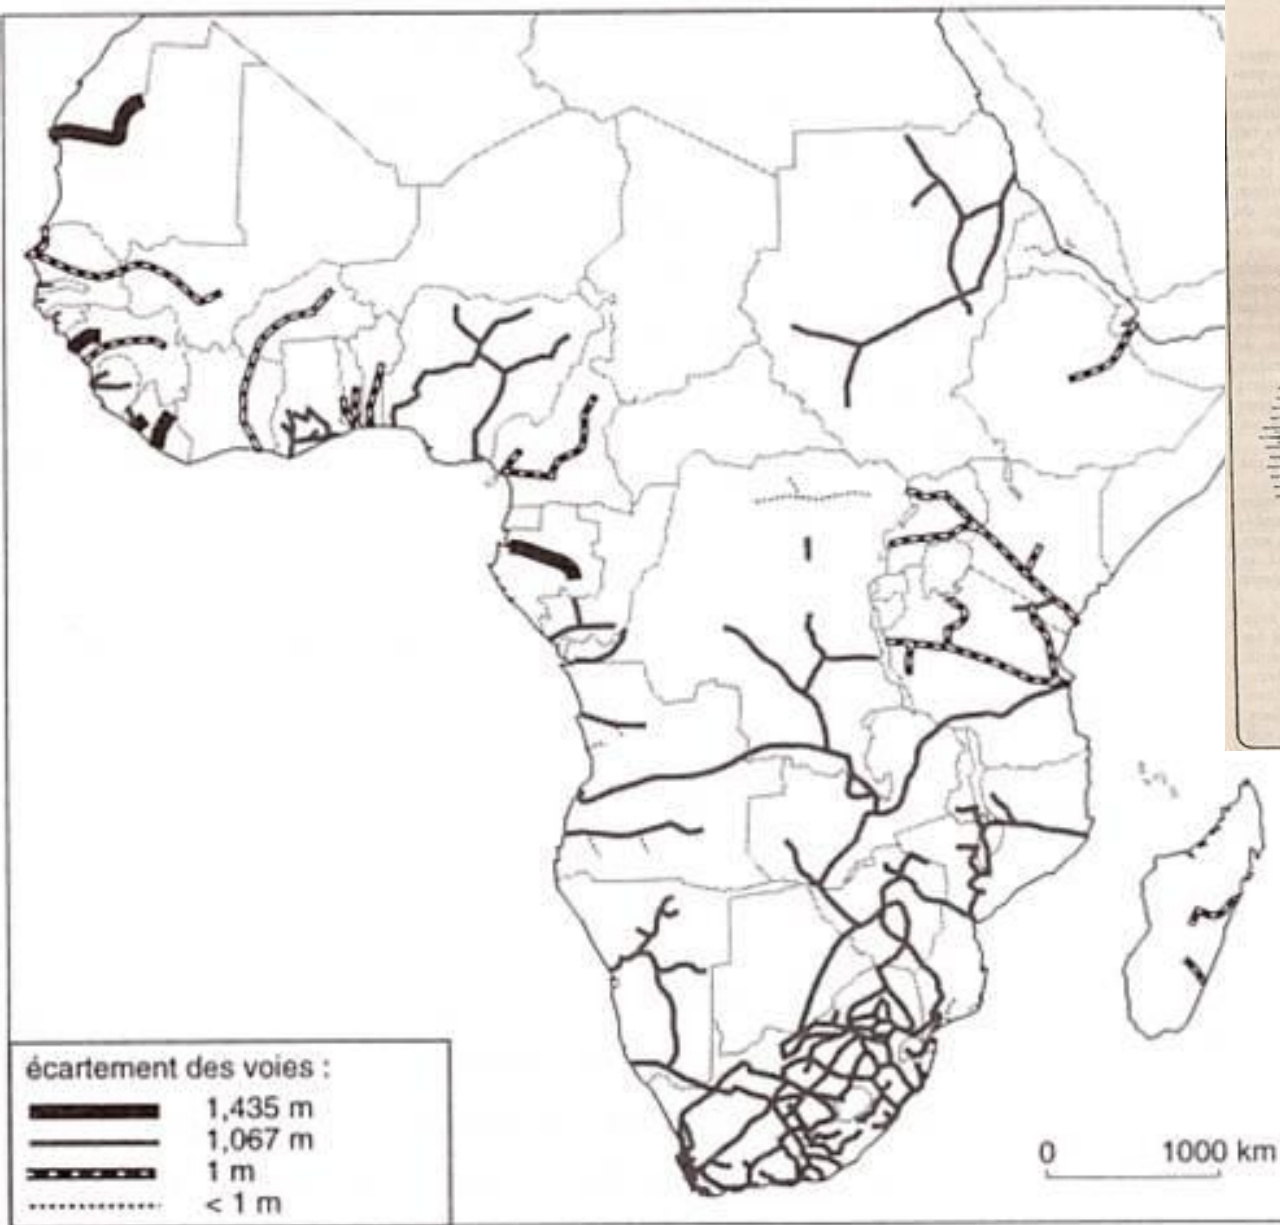 écartement des voies :
1,435 m
1,067 m
1 m
< 1 m
0 1000 km